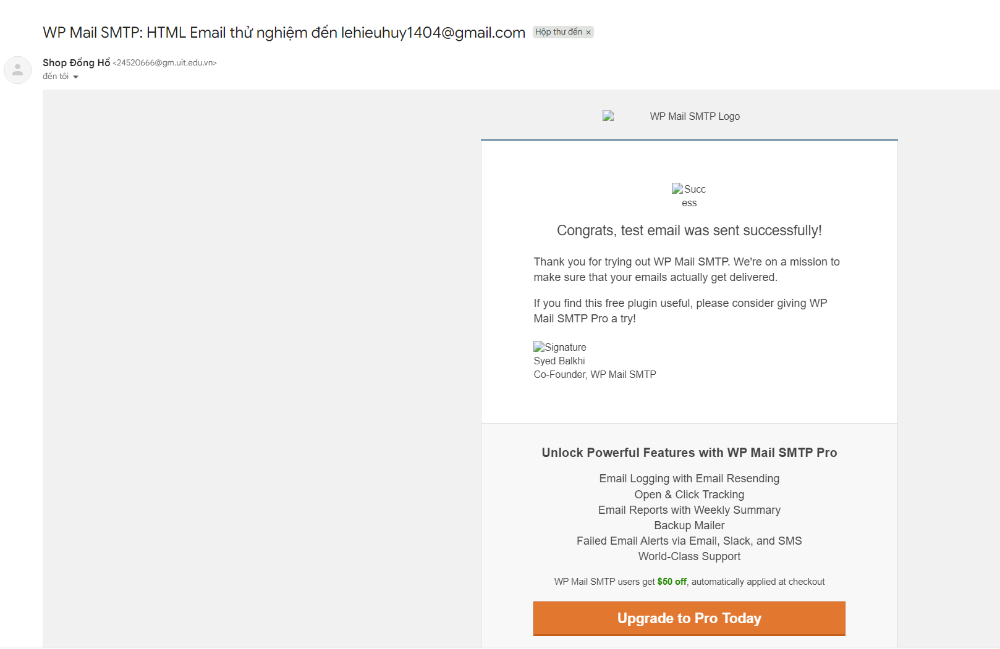 WP Mail SMTP: HTML Email thử nghiệm đến lehieuhuy1404@gmail.com Hộp thư đến ×
Shop Đồng Hồ <24520666@gm.uit.edu.vn>
đến tôi
WP Mail SMTP Logo
Succ
ess
Congrats, test email was sent successfully!
Thank you for trying out WP Mail SMTP. We're on a mission to
make sure that your emails actually get delivered.
If you find this free plugin useful, please consider giving WP
Mail SMTP Pro a try!
Signature
Syed Balkhi
Co-Founder, WP Mail SMTP
Unlock Powerful Features with WP Mail SMTP Pro
Email Logging with Email Resending
Open & Click Tracking
Email Reports with Weekly Summary
Backup Mailer
Failed Email Alerts via Email, Slack, and SMS
World-Class Support
WP Mail SMTP users get $50 off, automatically applied at checkout
Upgrade to Pro Today